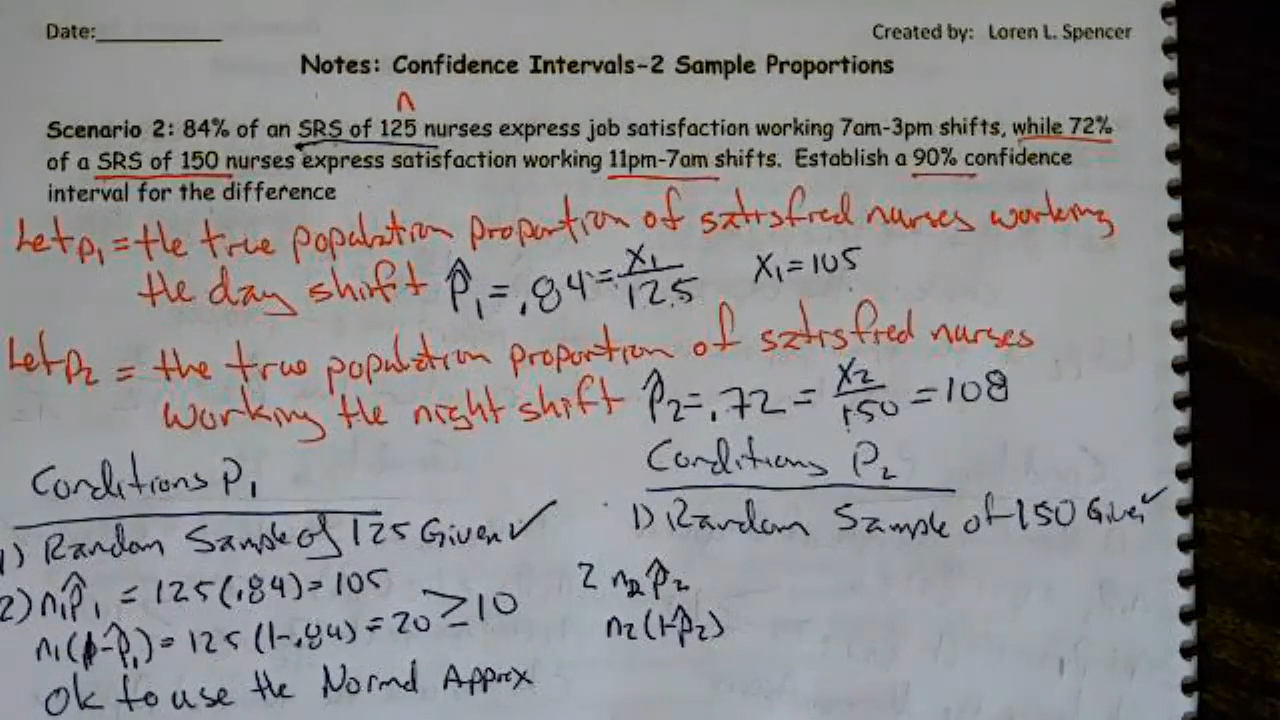 Date:__________ Created by: Loren L. Spencer
Notes: Confidence Intervals-2 Sample Proportions
n
Scenario 2: 84% of an SRS of 125 nurses express job satisfaction working 7am-3pm shifts, while 72%
of a SRS of 150 nurses express satisfaction working 11pm-7am shifts. Establish a 90% confidence
interval for the difference
Let p₁ = the true population proportion of satisfied nurses working
the day shift p̂₁ = .84 = x₁/125 x₁ = 105
Let p₂ = the true population proportion of satisfied nurses
working the night shift p̂₂ = .72 = x₂/150 = 108
Conditions P₁ Conditions P₂
1) Random Sample of 125 Given ✓ 1) Random Sample of 150 Given ✓
2) n₁p̂₁ = 125(.84) = 105 2 n₂p̂₂
n₁(1-p̂₁) = 125(1-.84) = 20 ≥ 10 n₂(1-p̂₂)
Ok to use the Normal Approx